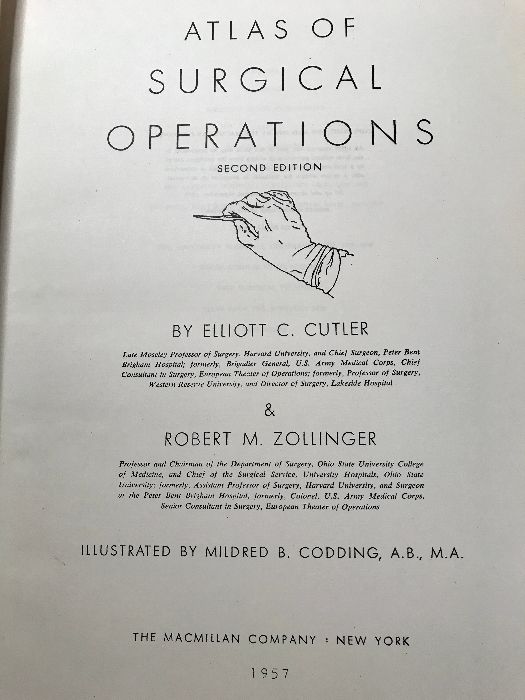 ATLAS OF
SURGICAL
OPERATIONS
SECOND EDITION
BY ELLIOTT C. CUTLER
Late Moseley Professor of Surgery, Harvard University, and Chief Surgeon, Peter Bent
Brigham Hospital; formerly, Brigadier General, U.S. Army Medical Corps, Chief
Consultant in Surgery, European Theater of Operations; formerly, Professor of Surgery,
Western Reserve University, and Director of Surgery, Lakeside Hospital
&
ROBERT M. ZOLLINGER
Professor and Chairman of the Department of Surgery, Ohio State University College
of Medicine, and Chief of the Surgical Service, University Hospitals, Ohio State
University; formerly, Assistant Professor of Surgery, Harvard University, and Surgeon
at the Peter Bent Brigham Hospital, formerly, Colonel, U.S. Army Medical Corps,
Senior Consultant in Surgery, European Theater of Operations
ILLUSTRATED BY MILDRED B. CODDING, A.B., M.A.
THE MACMILLAN COMPANY : NEW YORK
1957